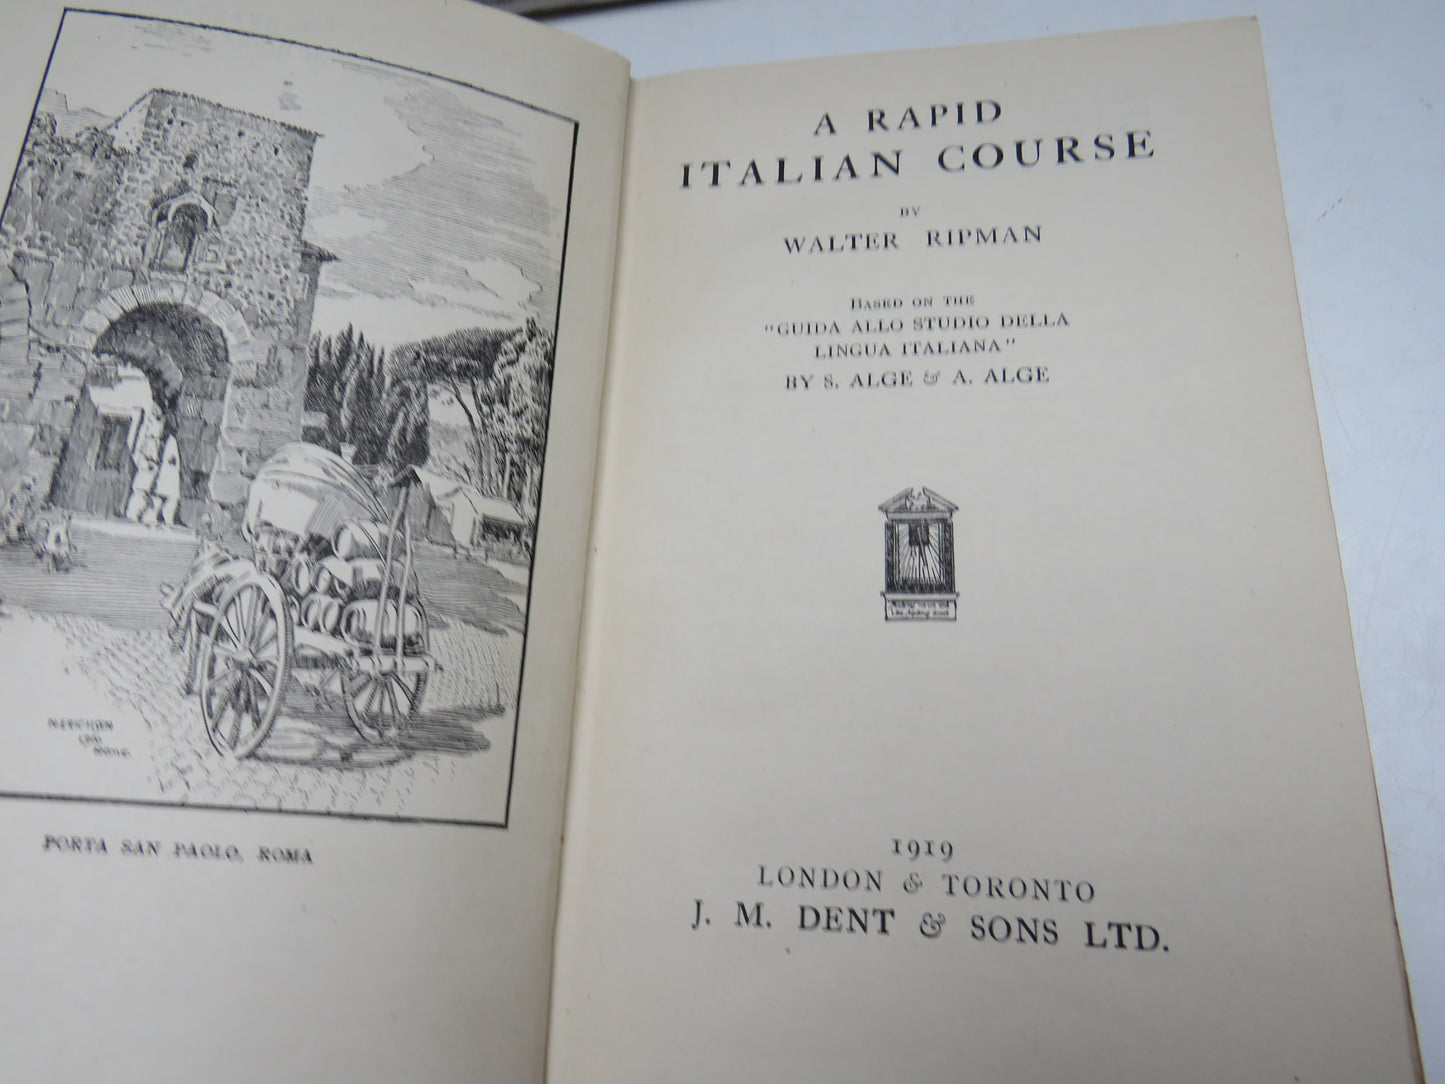 PORTA SAN PAOLO, ROMA
A RAPID
ITALIAN COURSE
BY
WALTER RIPMAN
BASED ON THE
"GUIDA ALLO STUDIO DELLA
LINGUA ITALIANA"
BY S. ALGE & A. ALGE
1919
LONDON & TORONTO
J. M. DENT & SONS LTD.